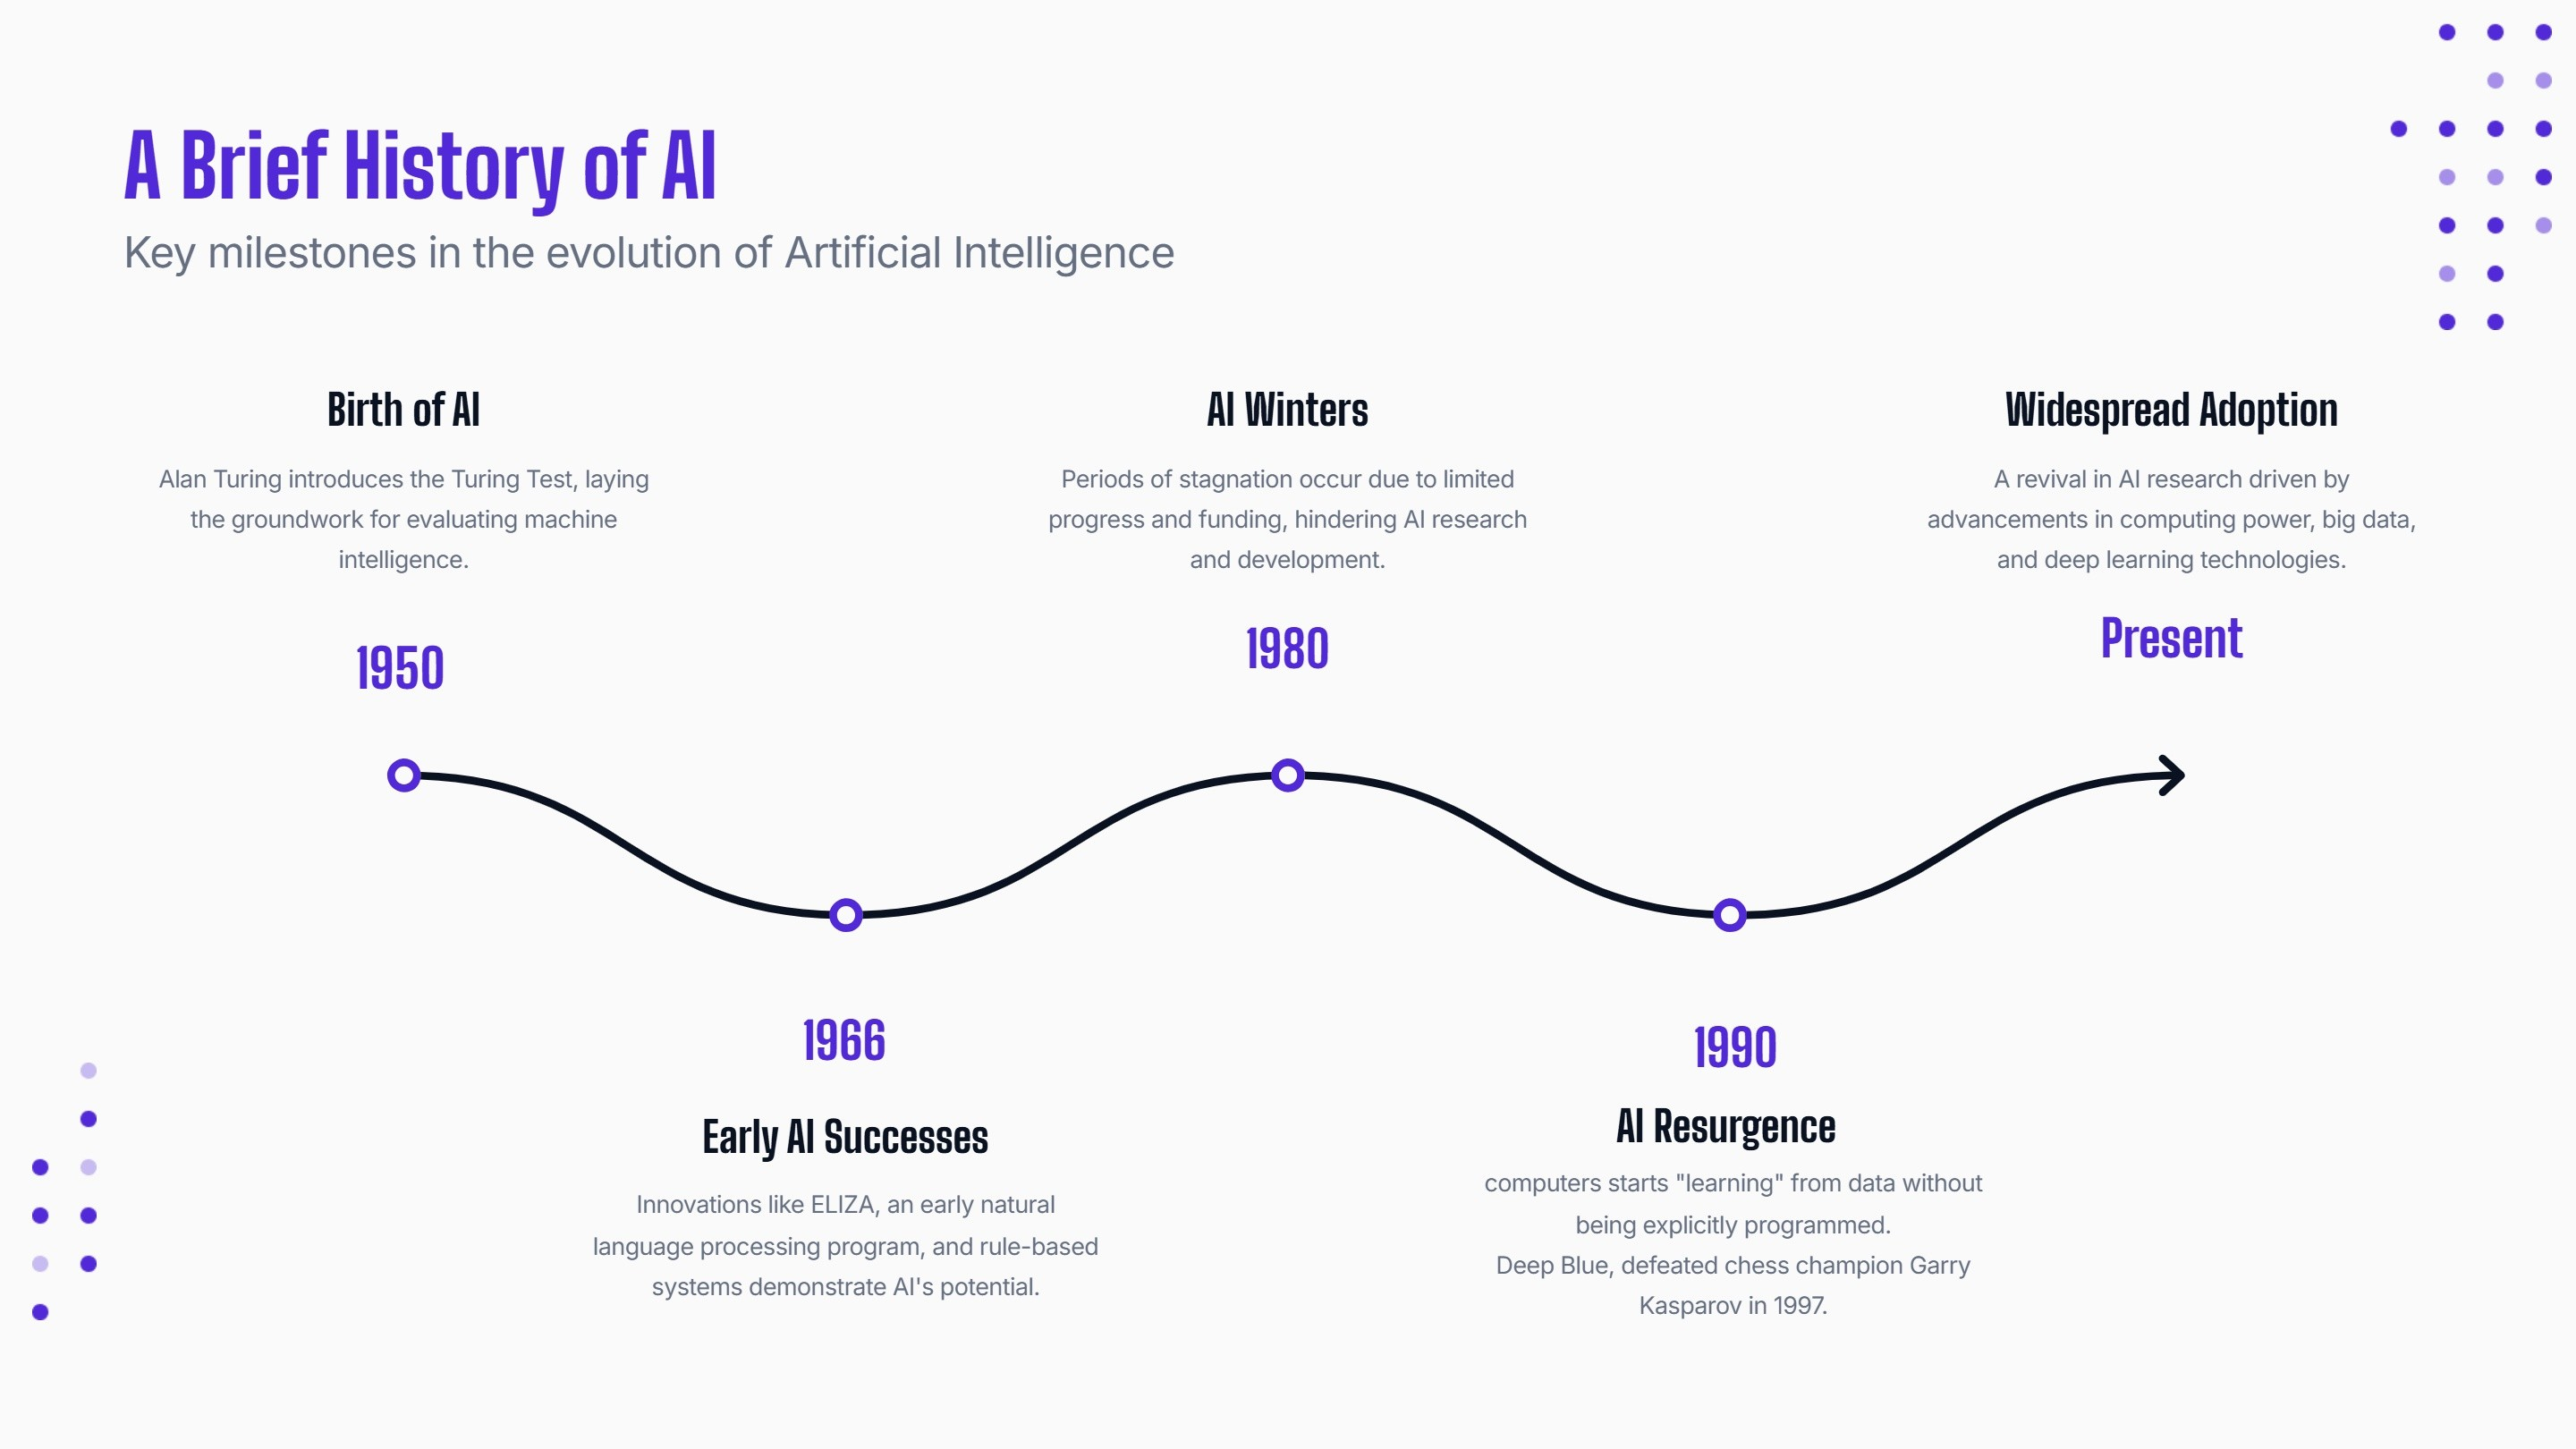 A Brief History of AI
Key milestones in the evolution of Artificial Intelligence
Birth of AI
Alan Turing introduces the Turing Test, laying
the groundwork for evaluating machine
intelligence.
1950
AI Winters
Periods of stagnation occur due to limited
progress and funding, hindering AI research
and development.
1980
Widespread Adoption
A revival in AI research driven by
advancements in computing power, big data,
and deep learning technologies.
Present
1966
Early AI Successes
Innovations like ELIZA, an early natural
language processing program, and rule-based
systems demonstrate AI's potential.
1990
AI Resurgence
computers starts "learning" from data without
being explicitly programmed.
Deep Blue, defeated chess champion Garry
Kasparov in 1997.